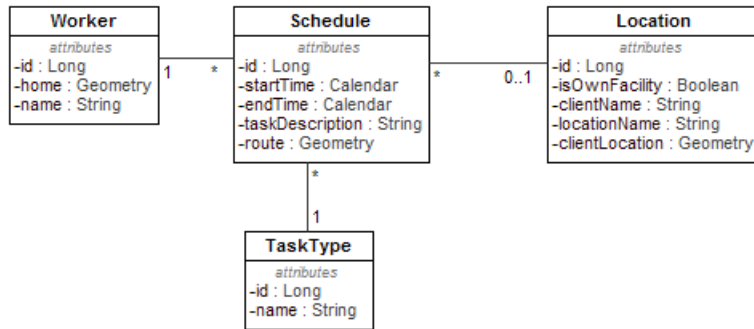 Worker
attributes
-id : Long
-home : Geometry
-name : String
1
*
Schedule
attributes
-id : Long
-startTime : Calendar
-endTime : Calendar
-taskDescription : String
-route : Geometry
*
0..1
Location
attributes
-id : Long
-isOwnFacility : Boolean
-clientName : String
-locationName : String
-clientLocation : Geometry
*
1
TaskType
attributes
-id : Long
-name : String